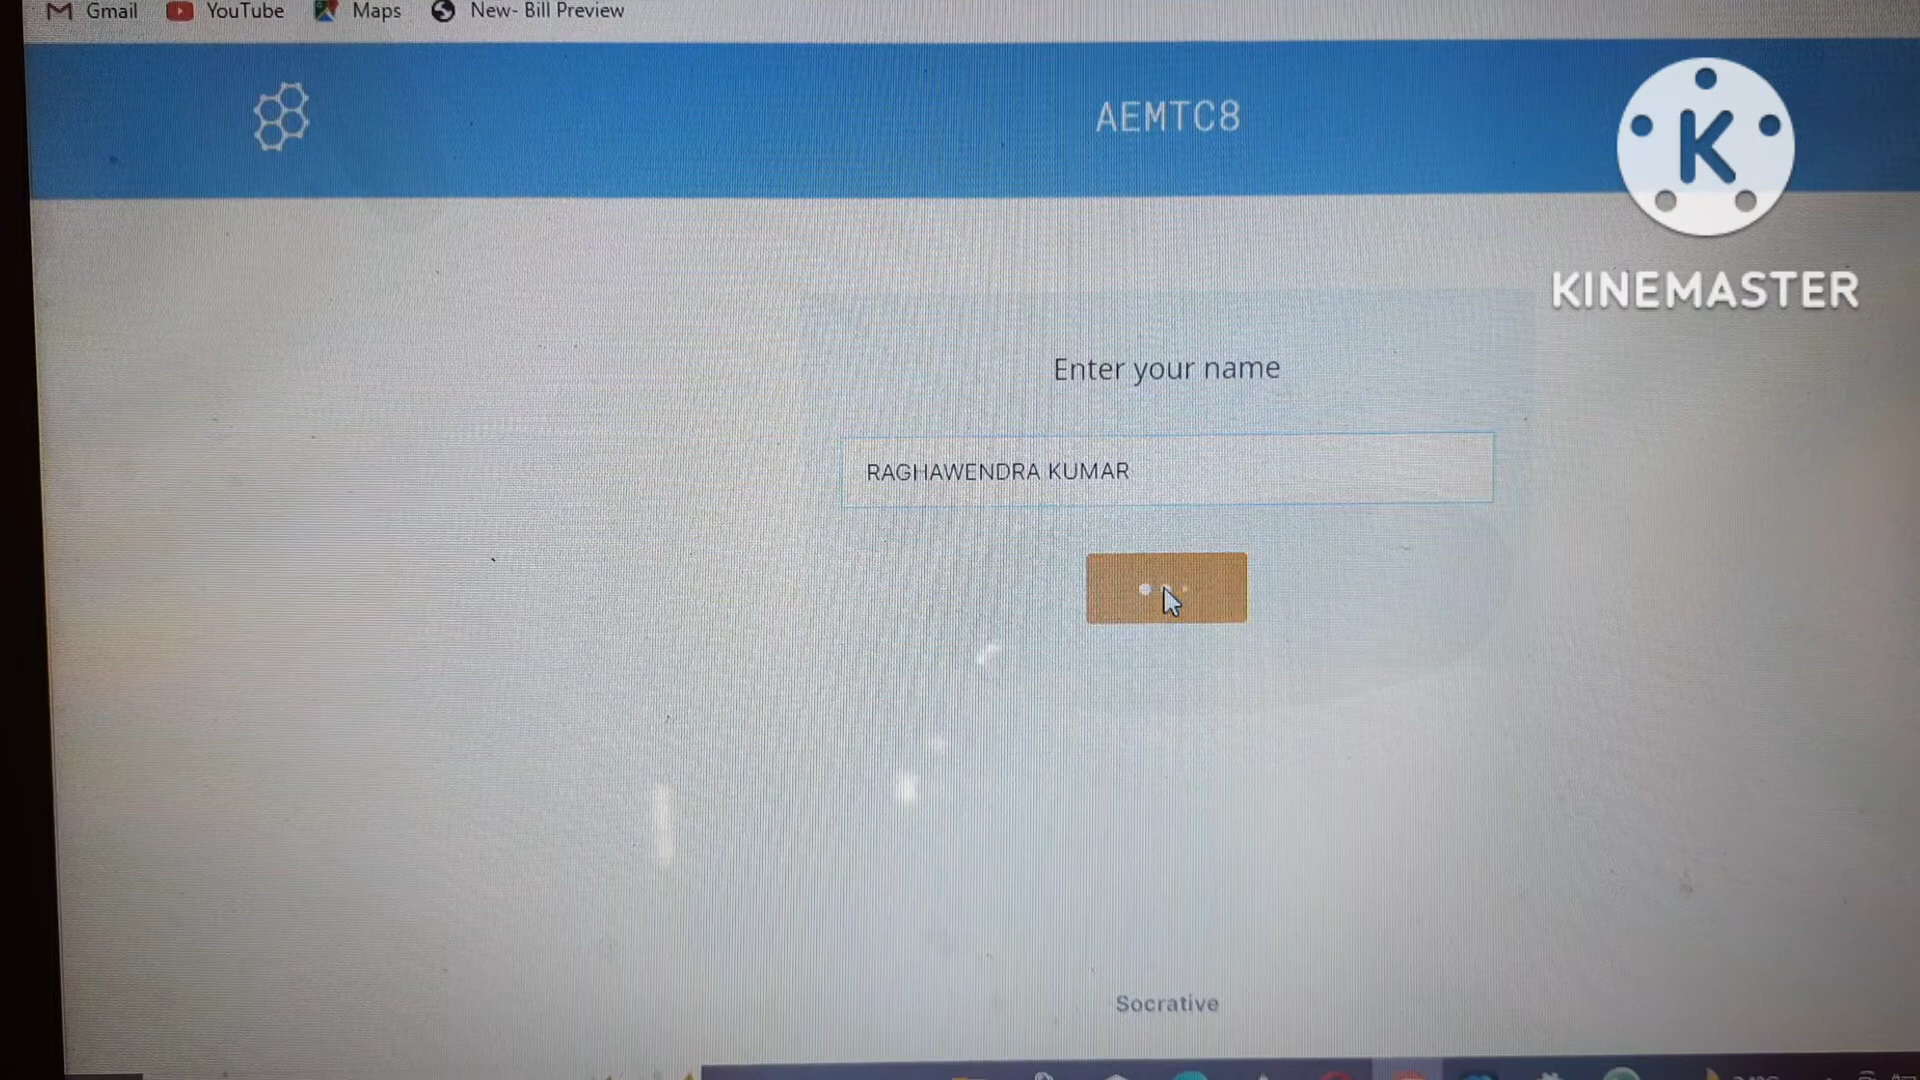 Gmail YouTube Maps New- Bill Preview
AEMTC8
K
KINEMASTER
Enter your name
RAGHAWENDRA KUMAR
Socrative